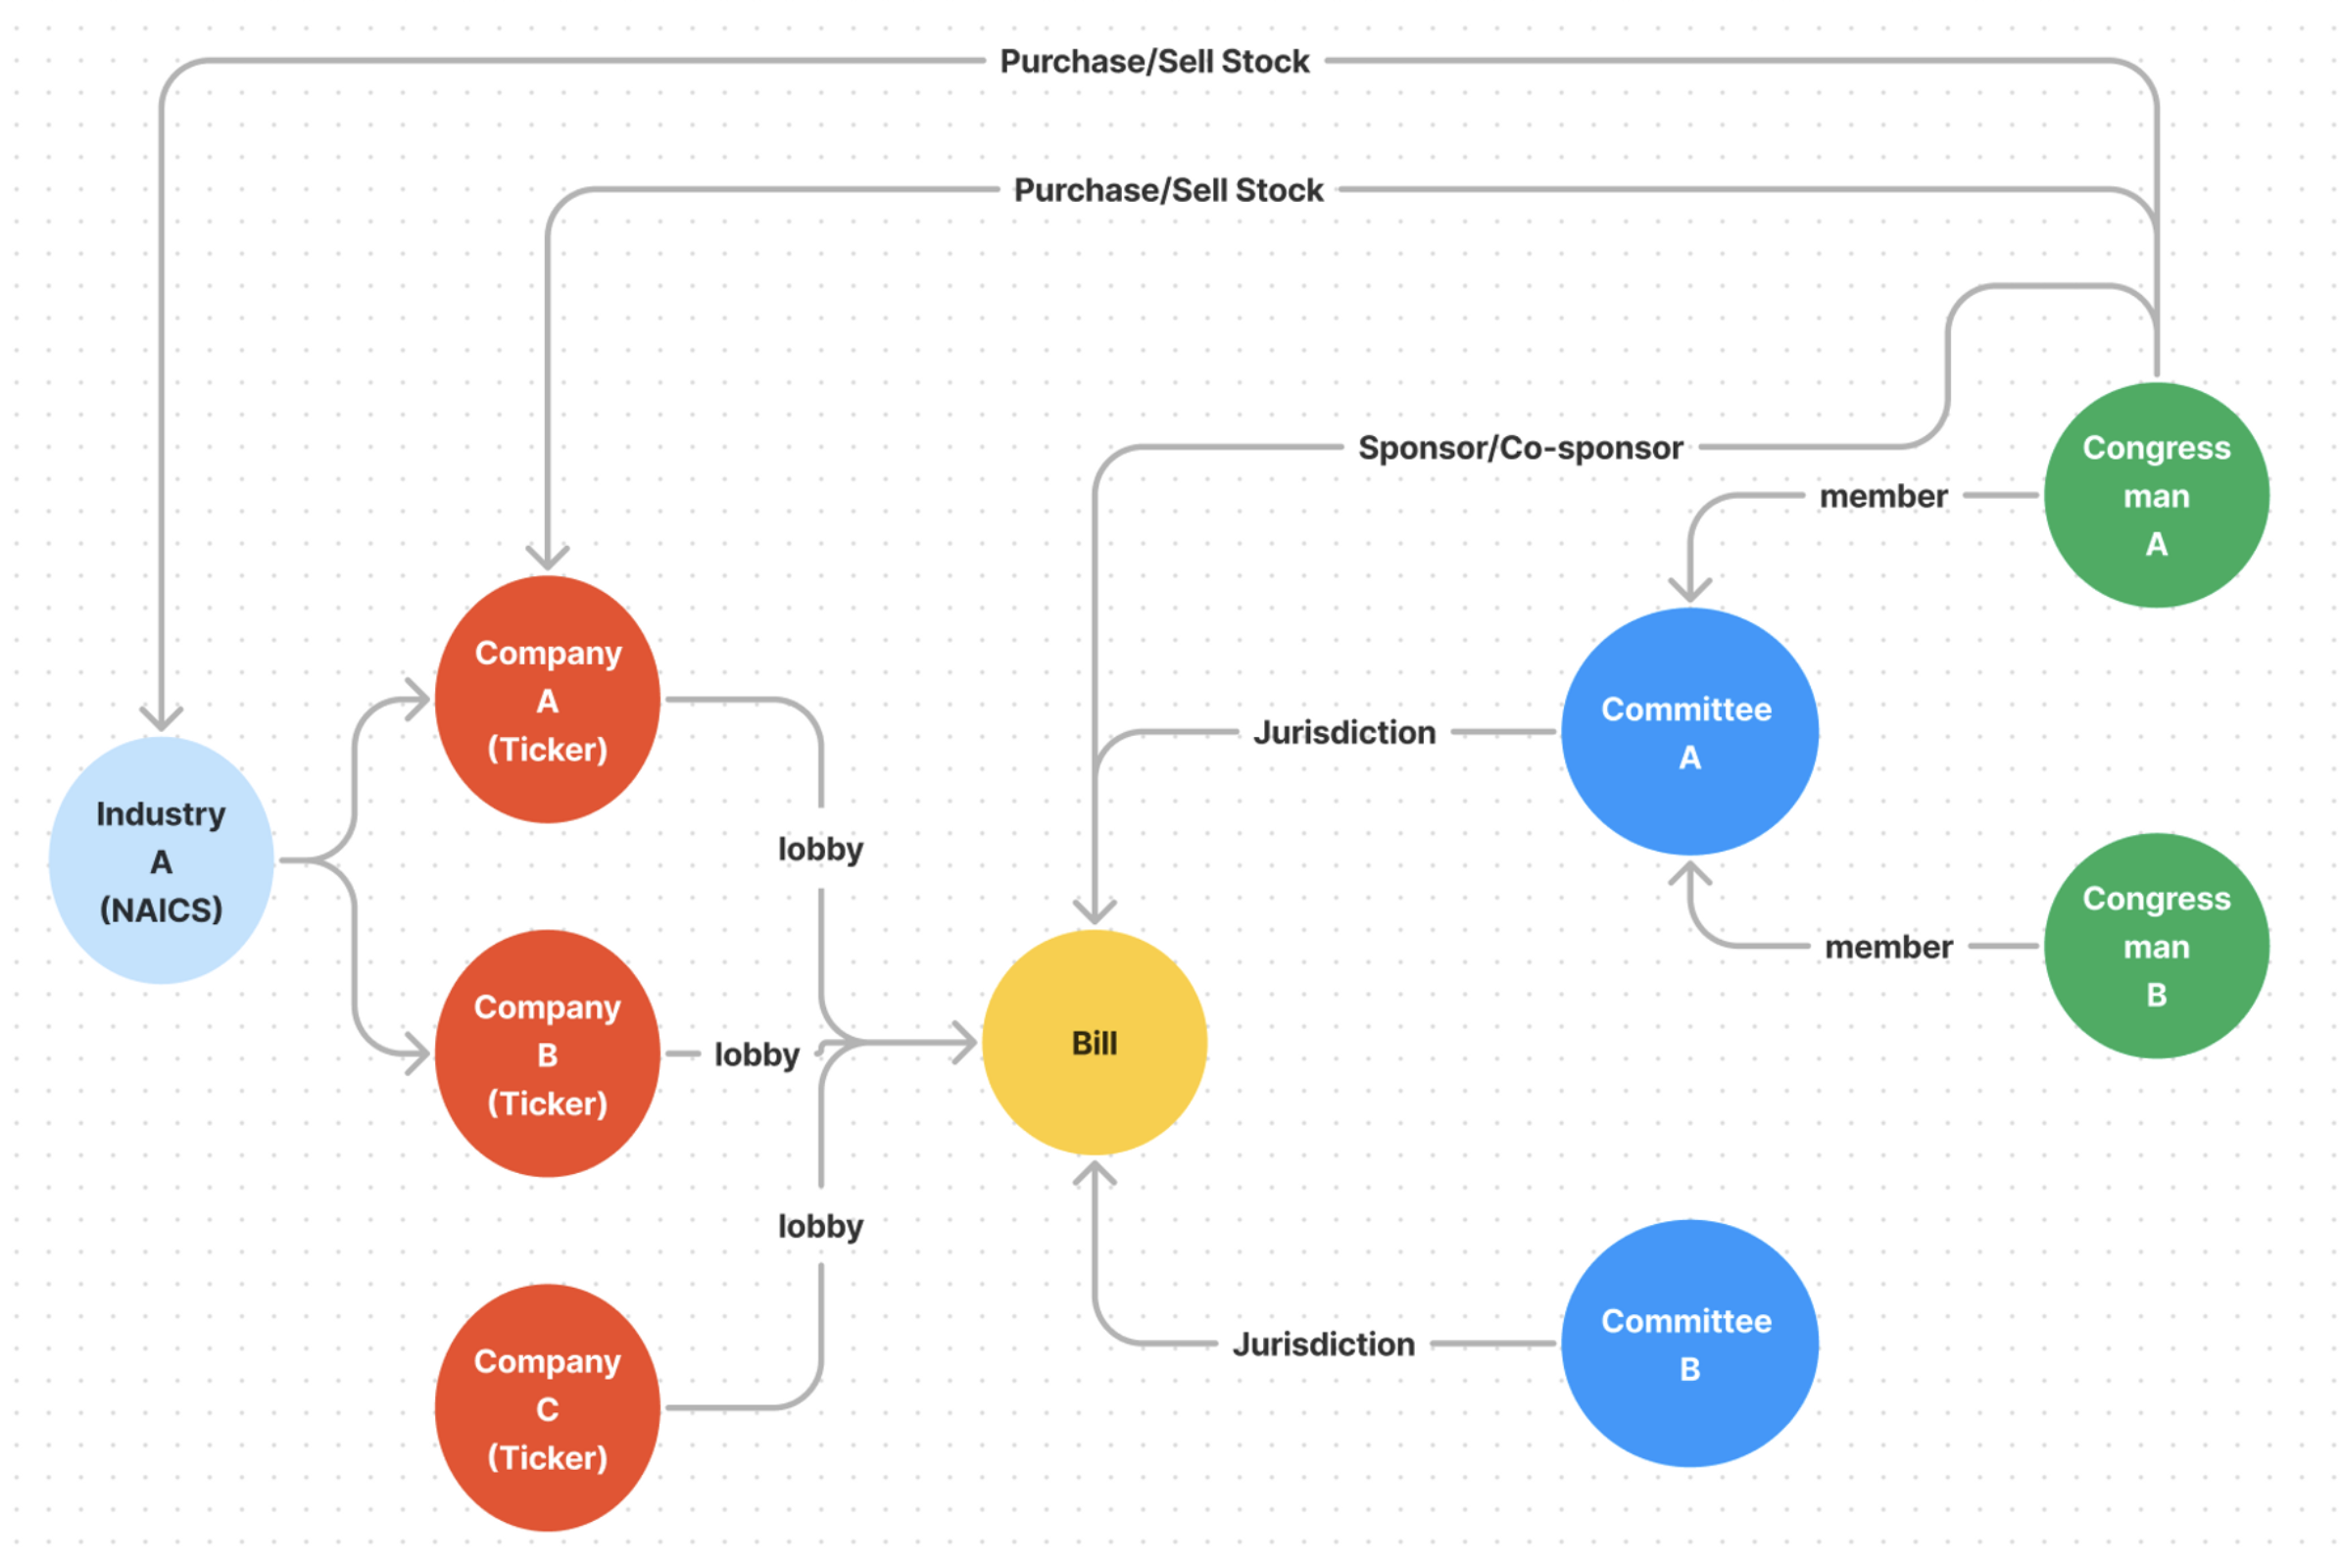 Purchase/Sell Stock
Purchase/Sell Stock
Sponsor/Co-sponsor
Congress
man
A
member
Company
A
(Ticker)
Committee
A
Jurisdiction
Industry
A
(NAICS)
lobby
Congress
man
B
member
Company
B
(Ticker)
lobby
Bill
lobby
Committee
B
Jurisdiction
Company
C
(Ticker)